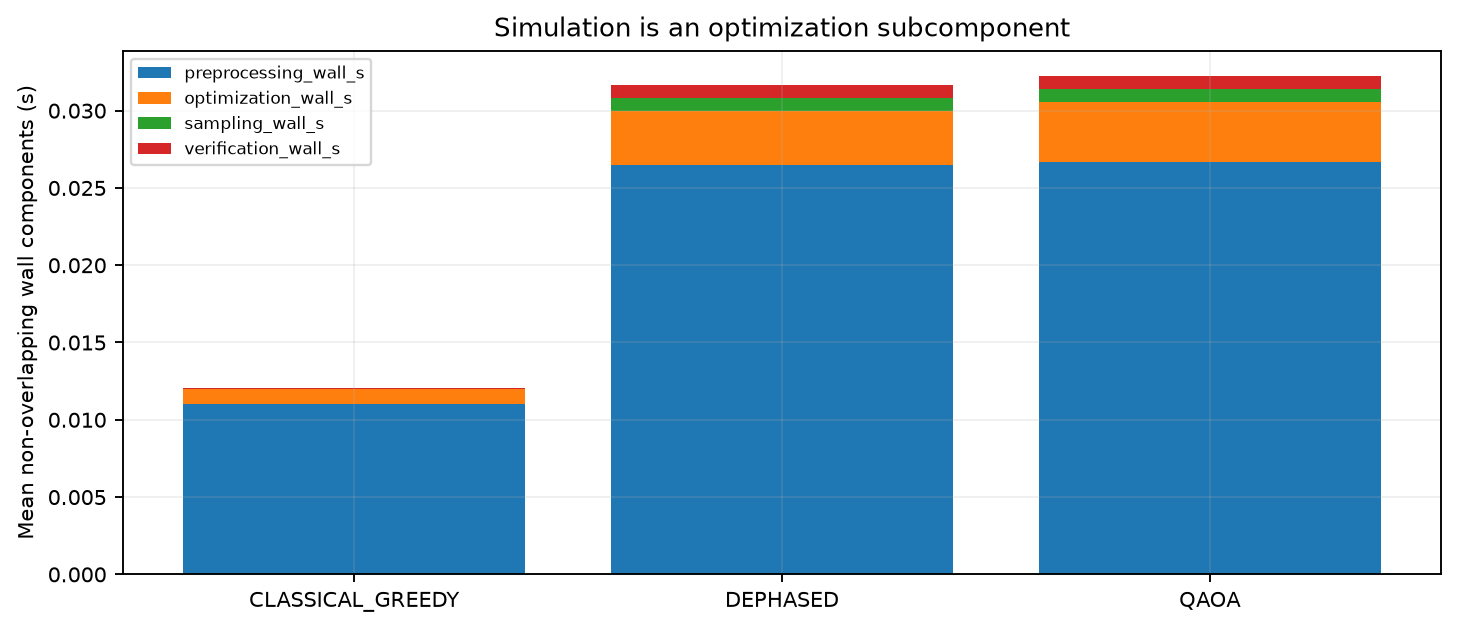 Simulation is an optimization subcomponent
preprocessing_wall_s
optimization_wall_s
sampling_wall_s
verification_wall_s
Mean non-overlapping wall components (s)
0.030
0.025
0.020
0.015
0.010
0.005
0.000
CLASSICAL_GREEDY
DEPHASED
QAOA